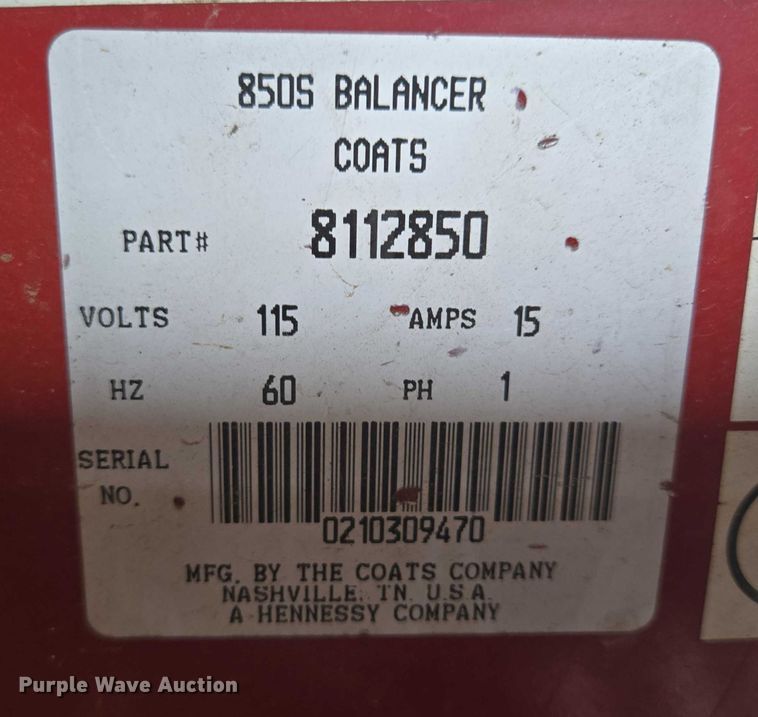 850S BALANCER
COATS
PART# 8112850
VOLTS 115 AMPS 15
HZ 60 PH 1
SERIAL
NO.
0210309470
MFG. BY THE COATS COMPANY
NASHVILLE. TN. U.S.A.
A HENNESSY COMPANY
Purple Wave Auction